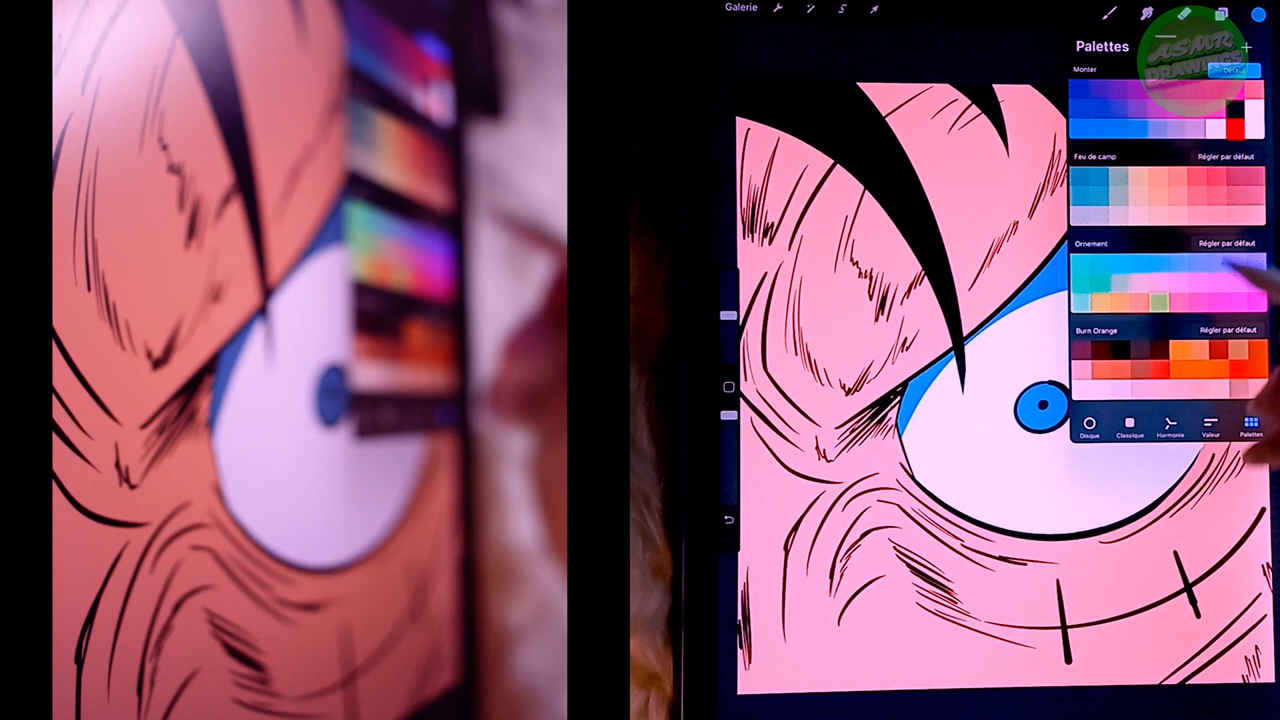 Galerie
ASMR
DRAWINGS
Palettes
Monter
Défaut
Feu de camp
Régler par défaut
Ornement
Régler par défaut
Burn Orange
Régler par défaut
Disque
Classique
Harmonie
Valeur
Palettes